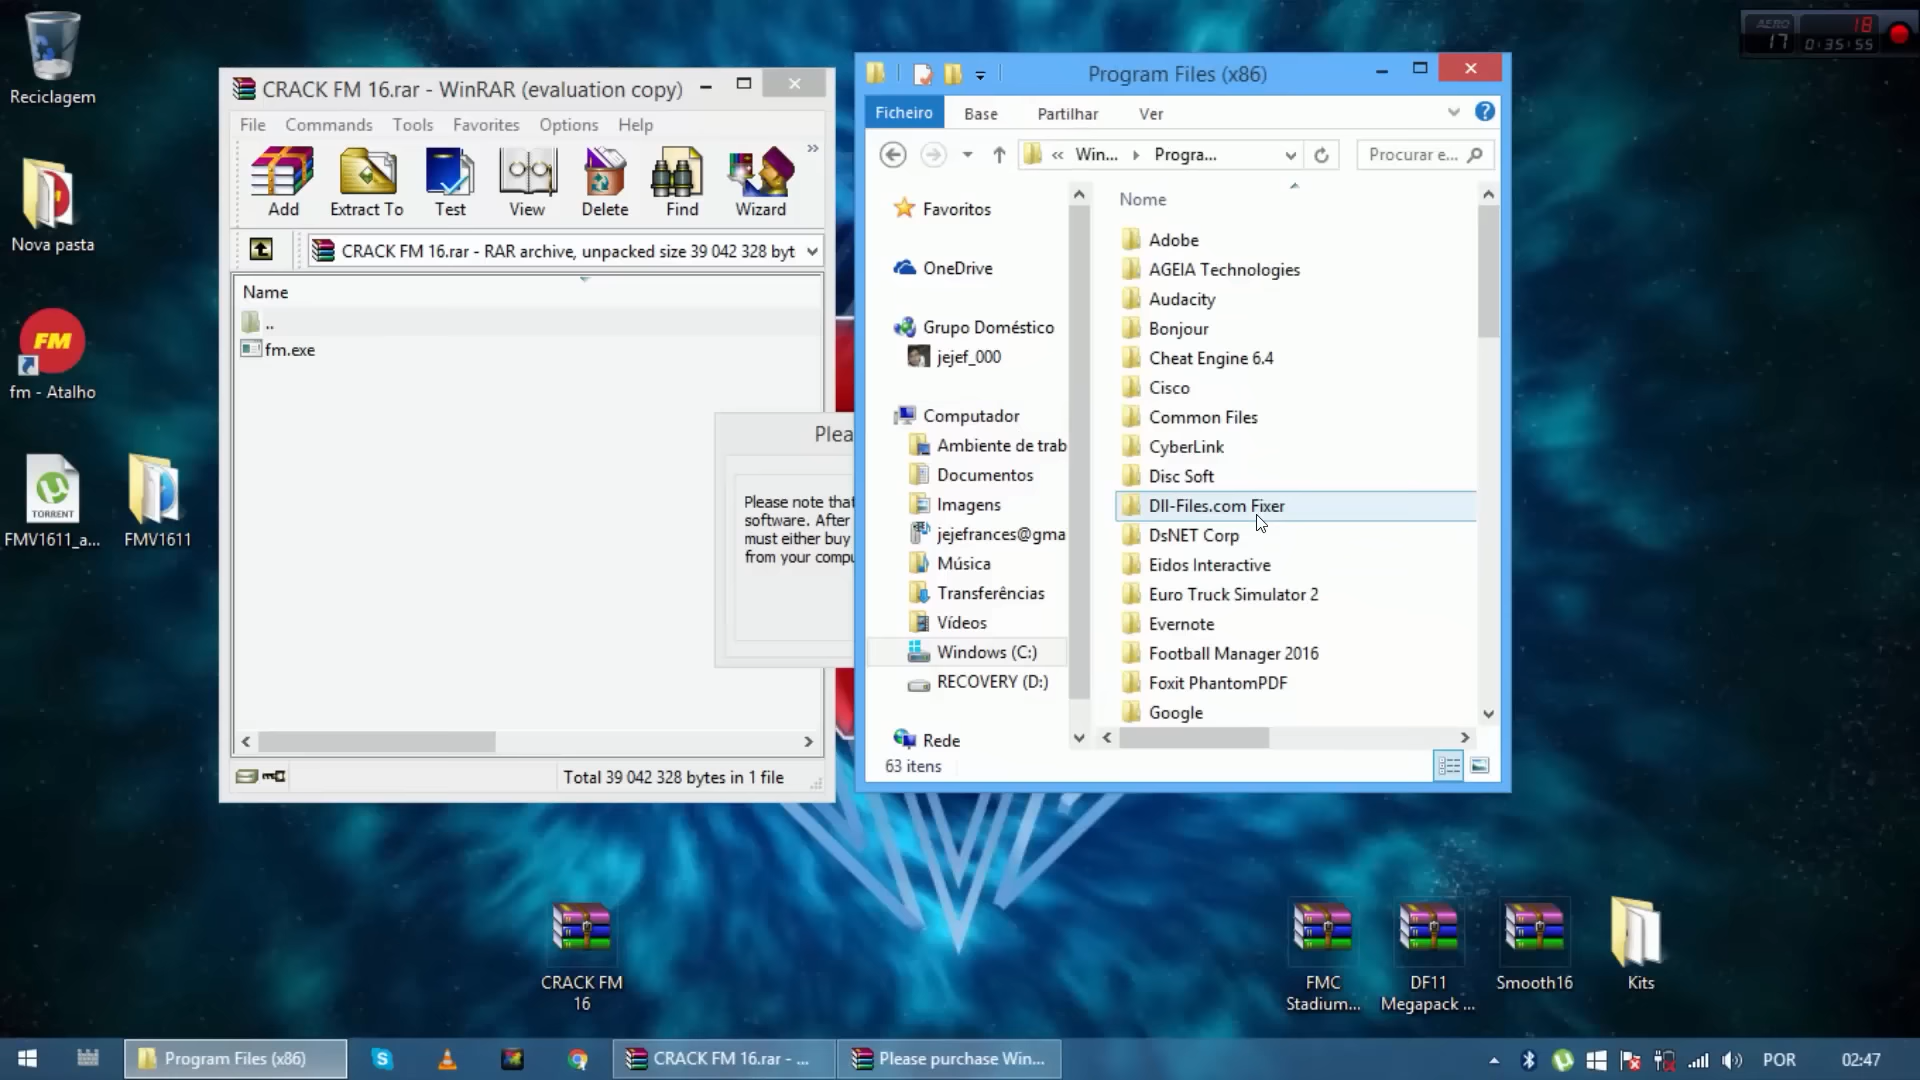 Reciclagem
Nova pasta
fm - Atalho
FM
TORRENT
FMV1611_a...
FMV1611
CRACK FM 16.rar - WinRAR (evaluation copy)
File Commands Tools Favorites Options Help
Add Extract To Test View Delete Find Wizard
CRACK FM 16.rar - RAR archive, unpacked size 39 042 328 byt
Name
..
fm.exe
Total 39 042 328 bytes in 1 file
Plea
Please note that
software. After
must either buy
from your compu
Program Files (x86)
Ficheiro Base Partilhar Ver
« Win... Progra... Procurar e...
Favoritos
OneDrive
Grupo Doméstico
jejef_000
Computador
Ambiente de trab
Documentos
Imagens
jejefrances@gma
Música
Transferências
Vídeos
Windows (C:)
RECOVERY (D:)
Rede
63 itens
Nome
Adobe
AGEIA Technologies
Audacity
Bonjour
Cheat Engine 6.4
Cisco
Common Files
CyberLink
Disc Soft
Dll-Files.com Fixer
DsNET Corp
Eidos Interactive
Euro Truck Simulator 2
Evernote
Football Manager 2016
Foxit PhantomPDF
Google
AERO
17
18
0:35:55
CRACK FM
16
FMC
Stadium...
DF11
Megapack ...
Smooth16
Kits
Program Files (x86)
CRACK FM 16.rar - ...
Please purchase Win...
POR
02:47